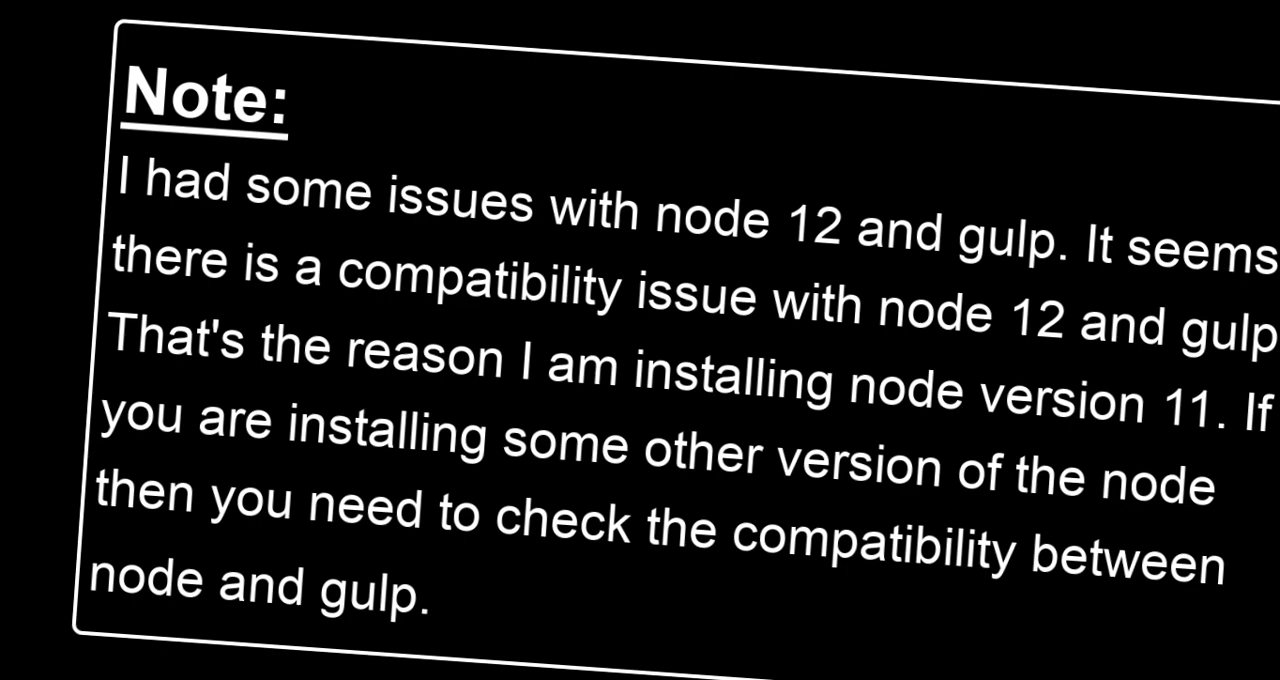 Note:
I had some issues with node 12 and gulp. It seems
there is a compatibility issue with node 12 and gulp
That's the reason I am installing node version 11. If
you are installing some other version of the node
then you need to check the compatibility between
node and gulp.